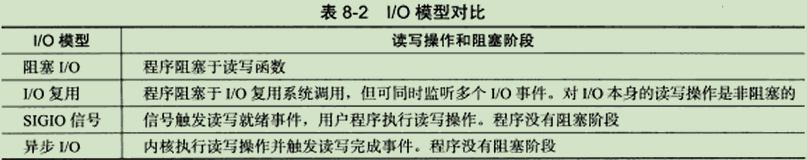 表 8-2 I/O 模型对比
I/O 模型 读写操作和阻塞阶段
阻塞 I/O 程序阻塞于读写函数
I/O 复用 程序阻塞于 I/O 复用系统调用，但可同时监听多个 I/O 事件。对 I/O 本身的读写操作是非阻塞的
SIGIO 信号 信号触发读写就绪事件，用户程序执行读写操作。程序没有阻塞阶段
异步 I/O 内核执行读写操作并触发读写完成事件。程序没有阻塞阶段